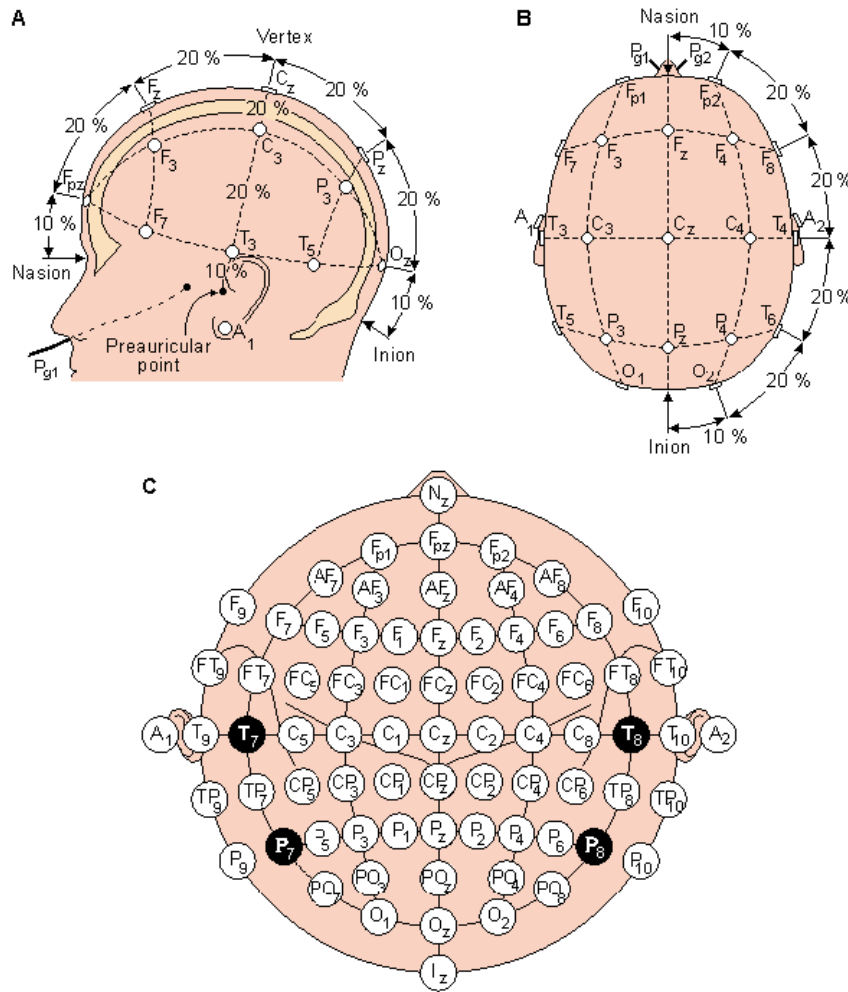 A
Vertex
20 %
20 %
Fz
Cz
20 %
20 %
20 %
Fpz
F3
C3
Pz
10 %
F7
20 %
P3
T3
T5
Oz
Nasion
10 %
10 %
A1
Preauricular
point
Inion
Pg1
B
Nasion
10 %
Pg1
Pg2
Fp1
Fp2
20 %
F7
F3
Fz
F4
F8
20 %
A1
T3
C3
Cz
C4
T4
A2
20 %
T5
P3
Pz
P4
T6
O1
O2
20 %
10 %
Inion
C
Nz
Fp1 Fpz Fp2
AF7 AF3 AFz AF4 AF8
F9 F7 F5 F3 F1 Fz F2 F4 F6 F8 F10
FT9 FT7 FC5 FC3 FC1 FCz FC2 FC4 FC6 FT8 FT10
A1 T9 T7 C5 C3 C1 Cz C2 C4 C8 T8 T10 A2
TP9 TP7 CP5 CP3 CP1 CPz CP2 CP4 CP6 TP8 TP10
P9 P7 P5 P3 P1 Pz P2 P4 P6 P8 P10
PO7 PO3 POz PO4 PO8
O1 Oz O2
Iz